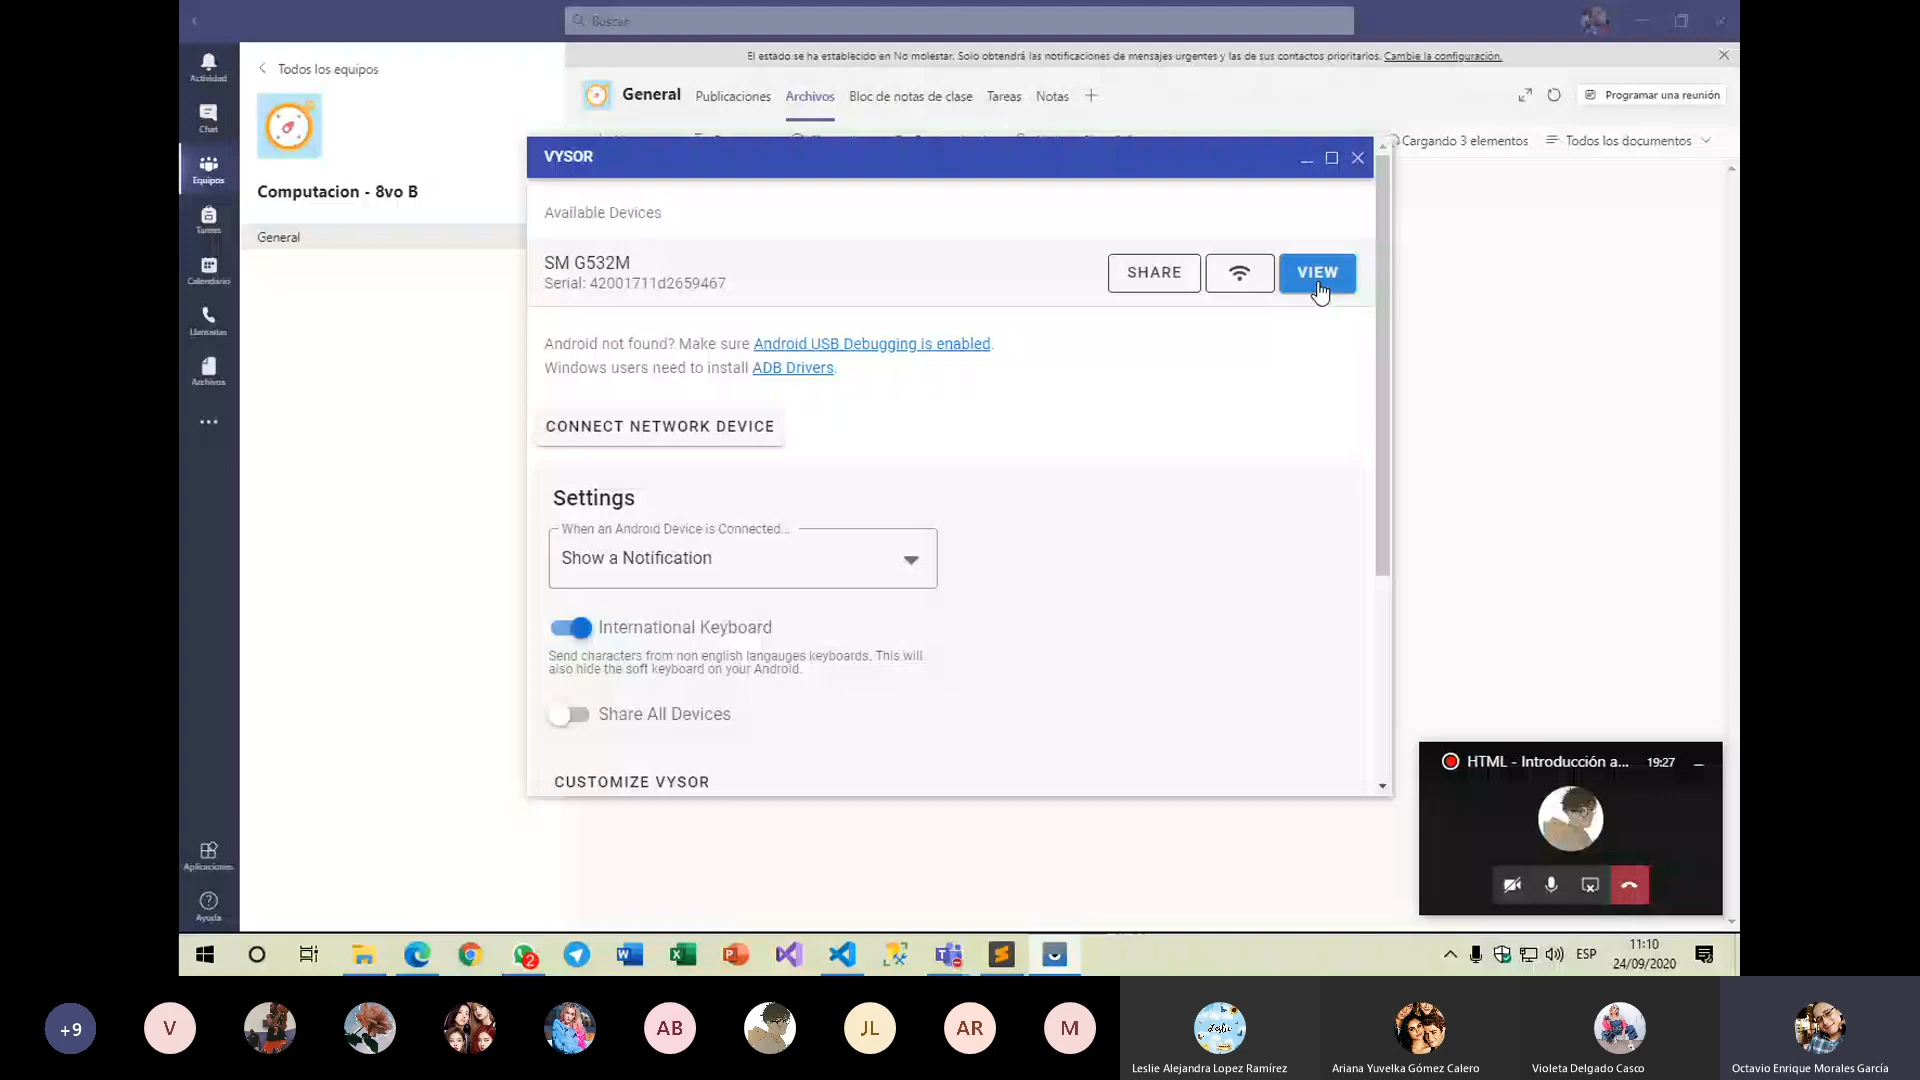 Buscar
El estado se ha establecido en No molestar. Solo obtendrá las notificaciones de mensajes urgentes y las de sus contactos prioritarios. Cambie la configuración.
Actividad
Chat
Equipos
Tareas
Calendario
Llamadas
Archivos
Aplicaciones
Ayuda
Todos los equipos
Computacion - 8vo B
General
General
Publicaciones
Archivos
Bloc de notas de clase
Tareas
Notas
Programar una reunión
Cargando 3 elementos
Todos los documentos
VYSOR
Available Devices
SM G532M
Serial: 42001711d2659467
SHARE
VIEW
Android not found? Make sure Android USB Debugging is enabled.
Windows users need to install ADB Drivers.
CONNECT NETWORK DEVICE
Settings
When an Android Device is Connected...
Show a Notification
International Keyboard
Send characters from non english langauges keyboards. This will
also hide the soft keyboard on your Android.
Share All Devices
CUSTOMIZE VYSOR
HTML - Introducción a...
19:27
2
ESP
11:10
24/09/2020
+9
V
AB
JL
AR
M
Leslie Alejandra Lopez Ramírez
Ariana Yuvelka Gómez Calero
Violeta Delgado Casco
Octavio Enrique Morales García